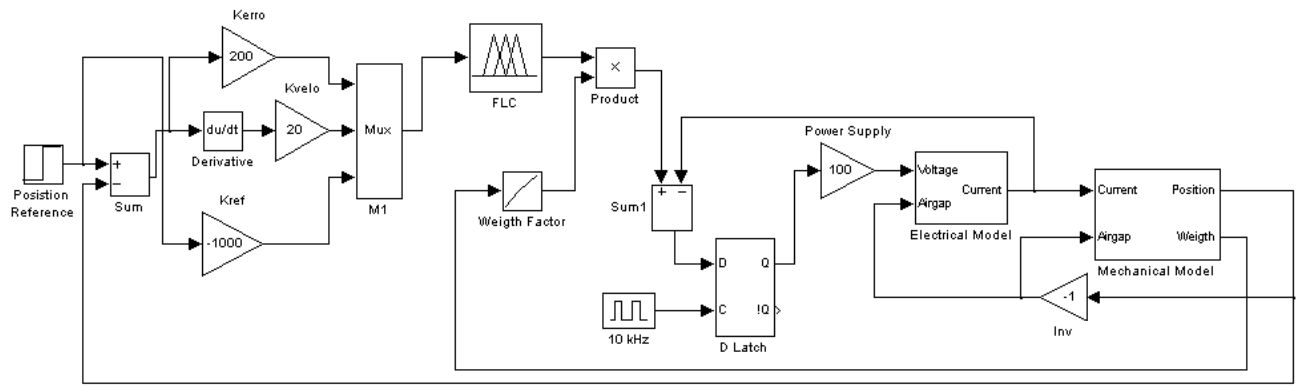 Kerro
200
Kvelo
20
du/dt
Derivative
Mux
M1
FLC
×
Product
Posistion
Reference
+
−
Sum
Kref
-1000
Weigth Factor
+ −
Sum1
Power Supply
100
Voltage
Current
Airgap
Electrical Model
Current
Position
Airgap
Weigth
Mechanical Model
-1
Inv
D
Q
C
!Q
D Latch
10 kHz